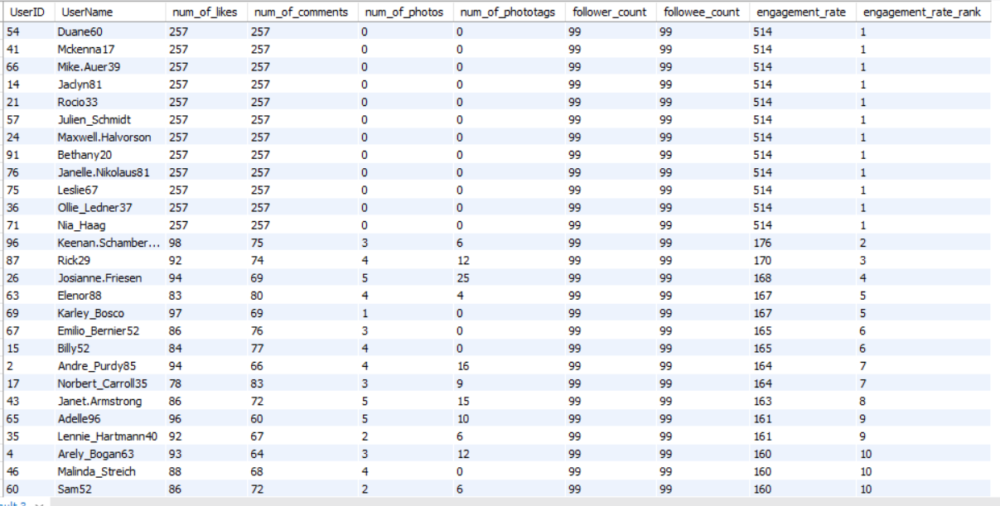 UserID UserName num_of_likes num_of_comments num_of_photos num_of_phototags follower_count followee_count engagement_rate engagement_rate_rank
54 Duane60 257 257 0 0 99 99 514 1
41 Mckenna17 257 257 0 0 99 99 514 1
66 Mike.Auer39 257 257 0 0 99 99 514 1
14 Jaclyn81 257 257 0 0 99 99 514 1
21 Rocio33 257 257 0 0 99 99 514 1
57 Julien_Schmidt 257 257 0 0 99 99 514 1
24 Maxwell.Halvorson 257 257 0 0 99 99 514 1
91 Bethany20 257 257 0 0 99 99 514 1
76 Janelle.Nikolaus81 257 257 0 0 99 99 514 1
75 Leslie67 257 257 0 0 99 99 514 1
36 Ollie_Ledner37 257 257 0 0 99 99 514 1
71 Nia_Haag 257 257 0 0 99 99 514 1
96 Keenan.Schamber... 98 75 3 6 99 99 176 2
87 Rick29 92 74 4 12 99 99 170 3
26 Josianne.Friesen 94 69 5 25 99 99 168 4
63 Elenor88 83 80 4 4 99 99 167 5
69 Karley_Bosco 97 69 1 0 99 99 167 5
67 Emilio_Bernier52 86 76 3 0 99 99 165 6
15 Billy52 84 77 4 0 99 99 165 6
2 Andre_Purdy85 94 66 4 16 99 99 164 7
17 Norbert_Carroll35 78 83 3 9 99 99 164 7
43 Janet.Armstrong 86 72 5 15 99 99 163 8
65 Adelle96 96 60 5 10 99 99 161 9
35 Lennie_Hartmann40 92 67 2 6 99 99 161 9
4 Arely_Bogan63 93 64 3 12 99 99 160 10
46 Malinda_Streich 88 68 4 0 99 99 160 10
60 Sam52 86 72 2 6 99 99 160 10